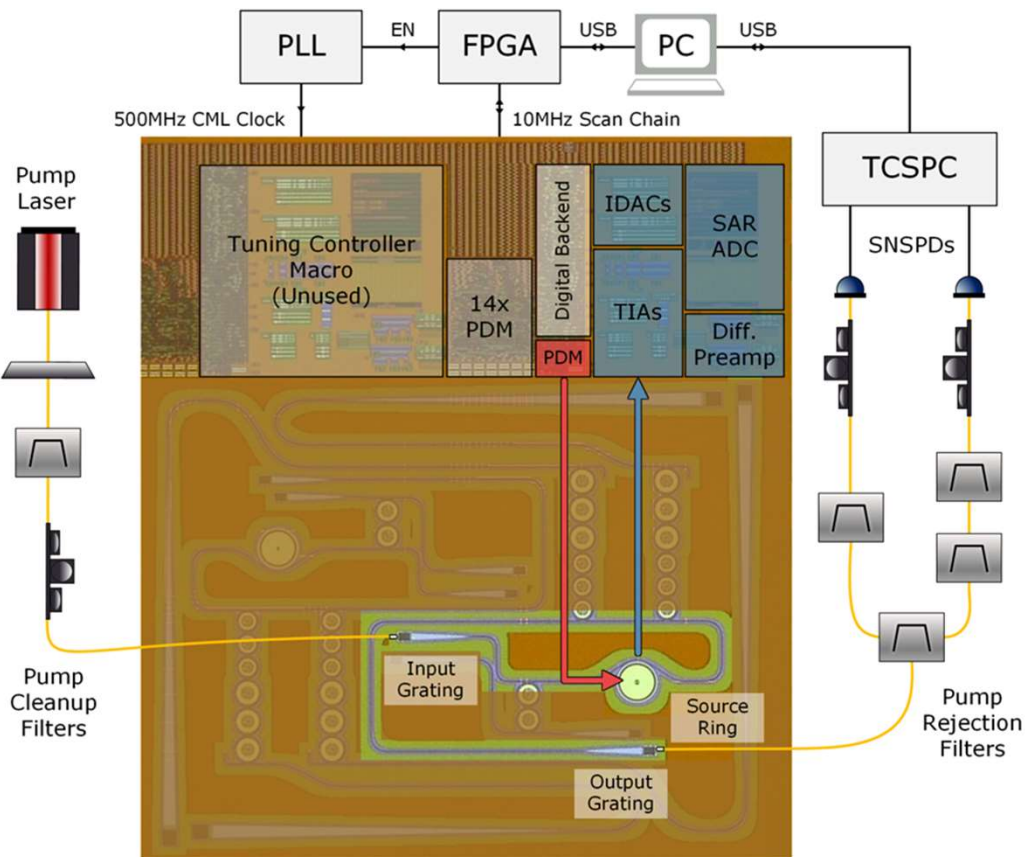 PLL
EN
FPGA
USB
PC
USB
500MHz CML Clock
10MHz Scan Chain
TCSPC
Pump
Laser
SNSPDs
Tuning Controller
Macro
(Unused)
14x
PDM
Digital Backend
PDM
IDACs
TIAs
SAR
ADC
Diff.
Preamp
Input
Grating
Source
Ring
Output
Grating
Pump
Cleanup
Filters
Pump
Rejection
Filters